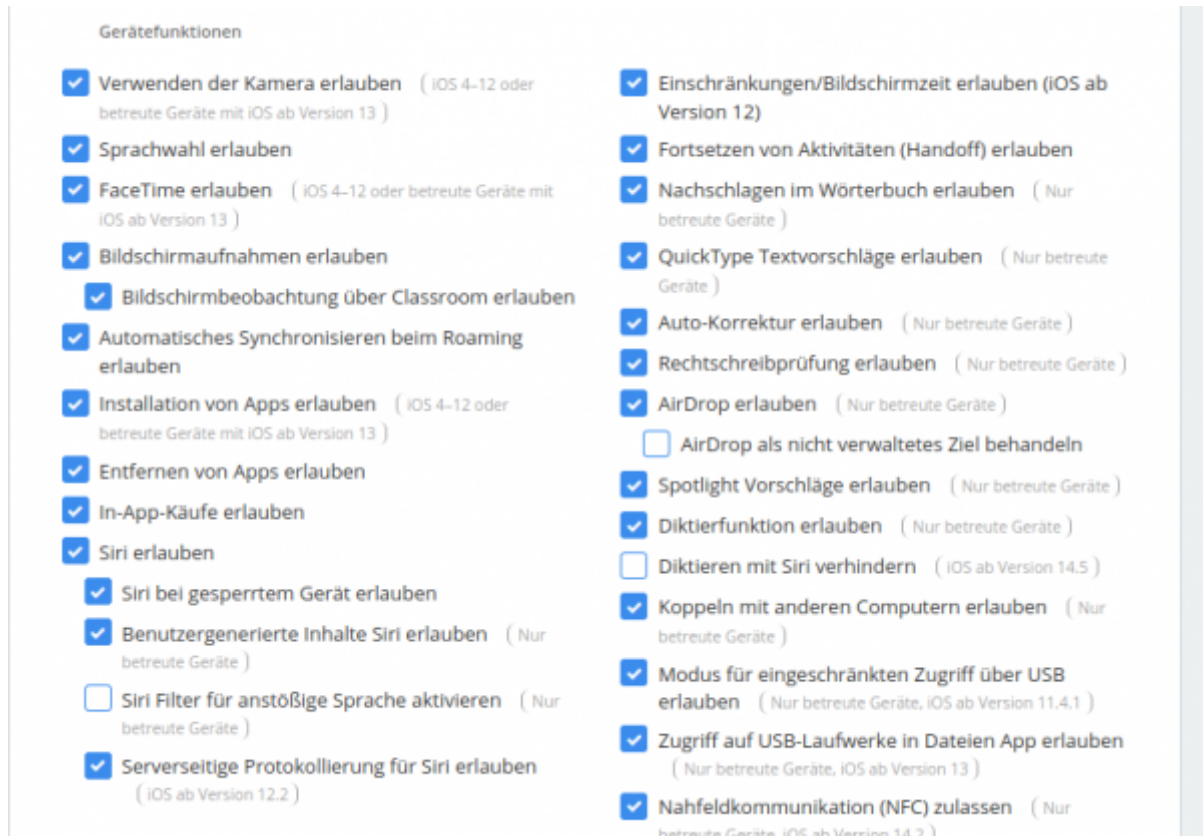 Gerätefunktionen
Verwenden der Kamera erlauben ( iOS 4–12 oder
betreute Geräte mit iOS ab Version 13 )
Sprachwahl erlauben
FaceTime erlauben ( iOS 4–12 oder betreute Geräte mit
iOS ab Version 13 )
Bildschirmaufnahmen erlauben
Bildschirmbeobachtung über Classroom erlauben
Automatisches Synchronisieren beim Roaming
erlauben
Installation von Apps erlauben ( iOS 4–12 oder
betreute Geräte mit iOS ab Version 13 )
Entfernen von Apps erlauben
In-App-Käufe erlauben
Siri erlauben
Siri bei gesperrtem Gerät erlauben
Benutzergenerierte Inhalte Siri erlauben ( Nur
betreute Geräte )
Siri Filter für anstößige Sprache aktivieren ( Nur
betreute Geräte )
Serverseitige Protokollierung für Siri erlauben
( iOS ab Version 12.2 )
Einschränkungen/Bildschirmzeit erlauben (iOS ab
Version 12)
Fortsetzen von Aktivitäten (Handoff) erlauben
Nachschlagen im Wörterbuch erlauben ( Nur
betreute Geräte )
QuickType Textvorschläge erlauben ( Nur betreute
Geräte )
Auto-Korrektur erlauben ( Nur betreute Geräte )
Rechtschreibprüfung erlauben ( Nur betreute Geräte )
AirDrop erlauben ( Nur betreute Geräte )
AirDrop als nicht verwaltetes Ziel behandeln
Spotlight Vorschläge erlauben ( Nur betreute Geräte )
Diktierfunktion erlauben ( Nur betreute Geräte )
Diktieren mit Siri verhindern ( iOS ab Version 14.5 )
Koppeln mit anderen Computern erlauben ( Nur
betreute Geräte )
Modus für eingeschränkten Zugriff über USB
erlauben ( Nur betreute Geräte, iOS ab Version 11.4.1 )
Zugriff auf USB-Laufwerke in Dateien App erlauben
( Nur betreute Geräte, iOS ab Version 13 )
Nahfeldkommunikation (NFC) zulassen ( Nur
betreute Geräte, iOS ab Version 14.2 )